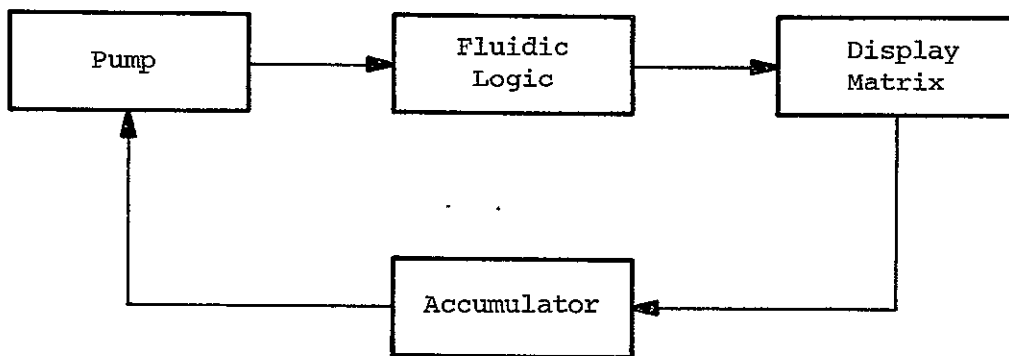 Pump
Fluidic
Logic
Display
Matrix
Accumulator